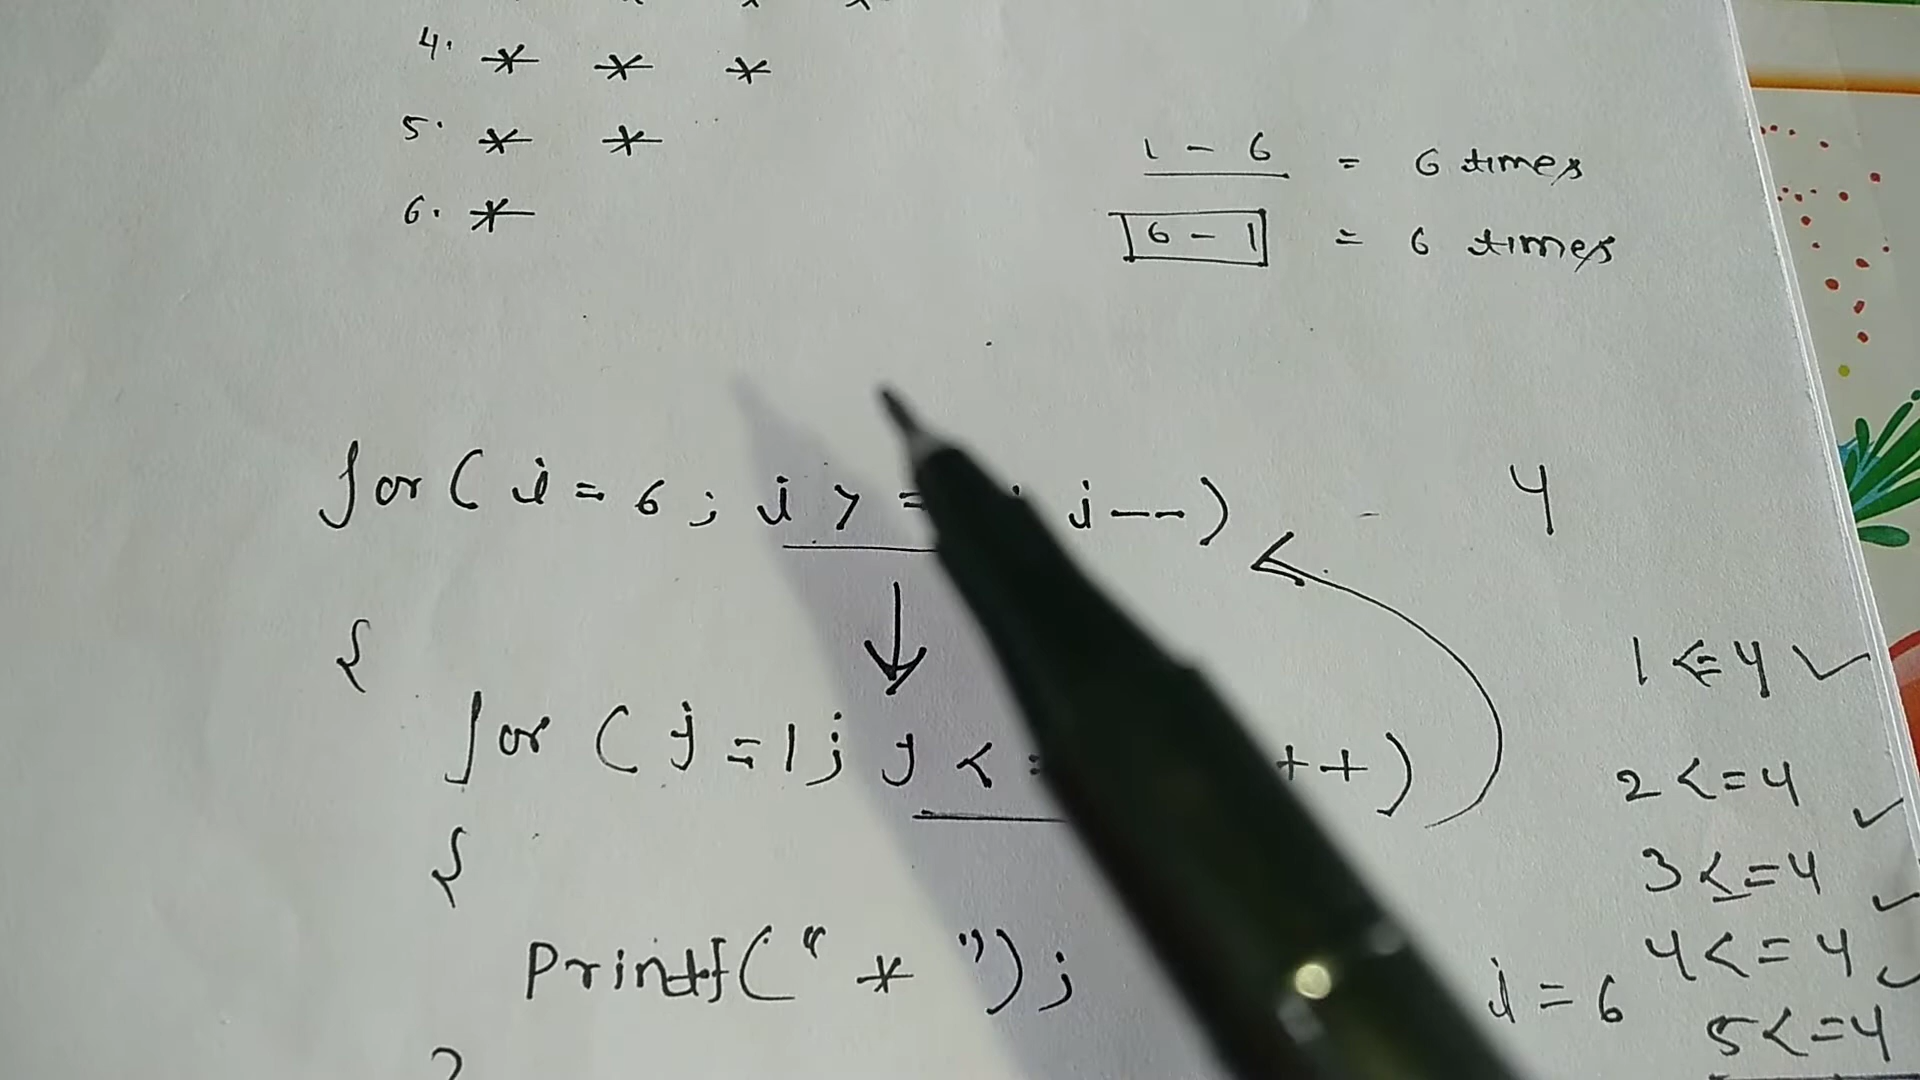 4. * * *
5. * *
6. *
1 - 6 = 6 times
6 - 1 = 6 times
for ( i = 6 ; i > = i -- ) - 4
{
for ( j = 1 ; j < = + + )
{
printf ( " * " ) ;
1 <= 4 ✓
2 <= 4 ✓
3 <= 4 ✓
4 <= 4 ✓
i = 6
5 <= 4